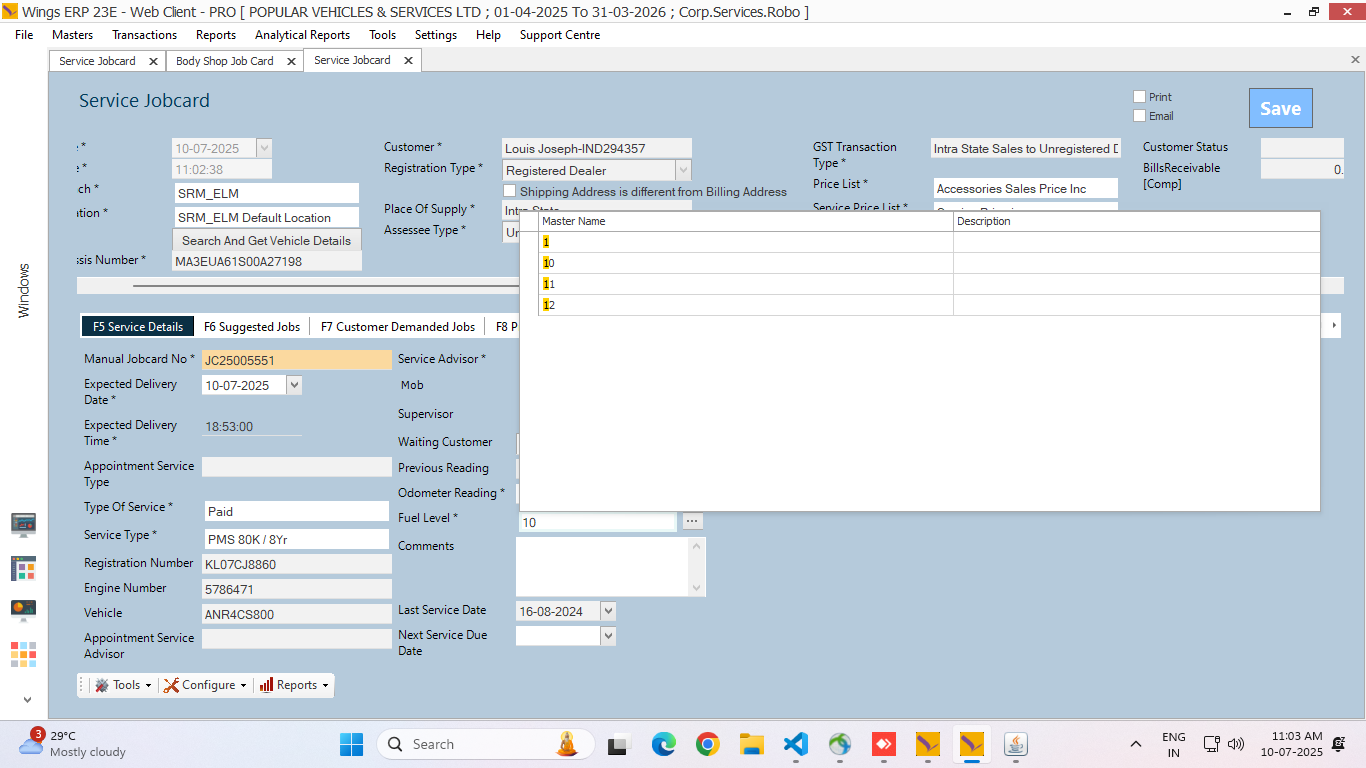 Wings ERP 23E - Web Client - PRO [ POPULAR VEHICLES & SERVICES LTD ; 01-04-2025 To 31-03-2026 ; Corp.Services.Robo ]
File Masters Transactions Reports Analytical Reports Tools Settings Help Support Centre
Service Jobcard Body Shop Job Card Service Jobcard
Service Jobcard
Print
Email
Save
Windows
* 10-07-2025
* 11:02:38
ch * SRM_ELM
tion * SRM_ELM Default Location
Search And Get Vehicle Details
ssis Number * MA3EUA61S00A27198
Customer * Louis Joseph-IND294357
Registration Type * Registered Dealer
Shipping Address is different from Billing Address
Place Of Supply * Intra State
Assessee Type * Un
GST Transaction Type * Intra State Sales to Unregistered D
Price List * Accessories Sales Price Inc
Service Price List *
Customer Status
BillsReceivable [Comp] 0.
Master Name Description
1
10
11
12
F5 Service Details F6 Suggested Jobs F7 Customer Demanded Jobs F8 P
Manual Jobcard No * JC25005551
Expected Delivery Date * 10-07-2025
Expected Delivery Time * 18:53:00
Appointment Service Type
Type Of Service * Paid
Service Type * PMS 80K / 8Yr
Registration Number KL07CJ8860
Engine Number 5786471
Vehicle ANR4CS800
Appointment Service Advisor
Service Advisor *
Mob
Supervisor
Waiting Customer
Previous Reading
Odometer Reading *
Fuel Level * 10 ...
Comments
Last Service Date 16-08-2024
Next Service Due Date
Tools Configure Reports
3
29°C
Mostly cloudy
Search
ENG
IN
11:03 AM
10-07-2025